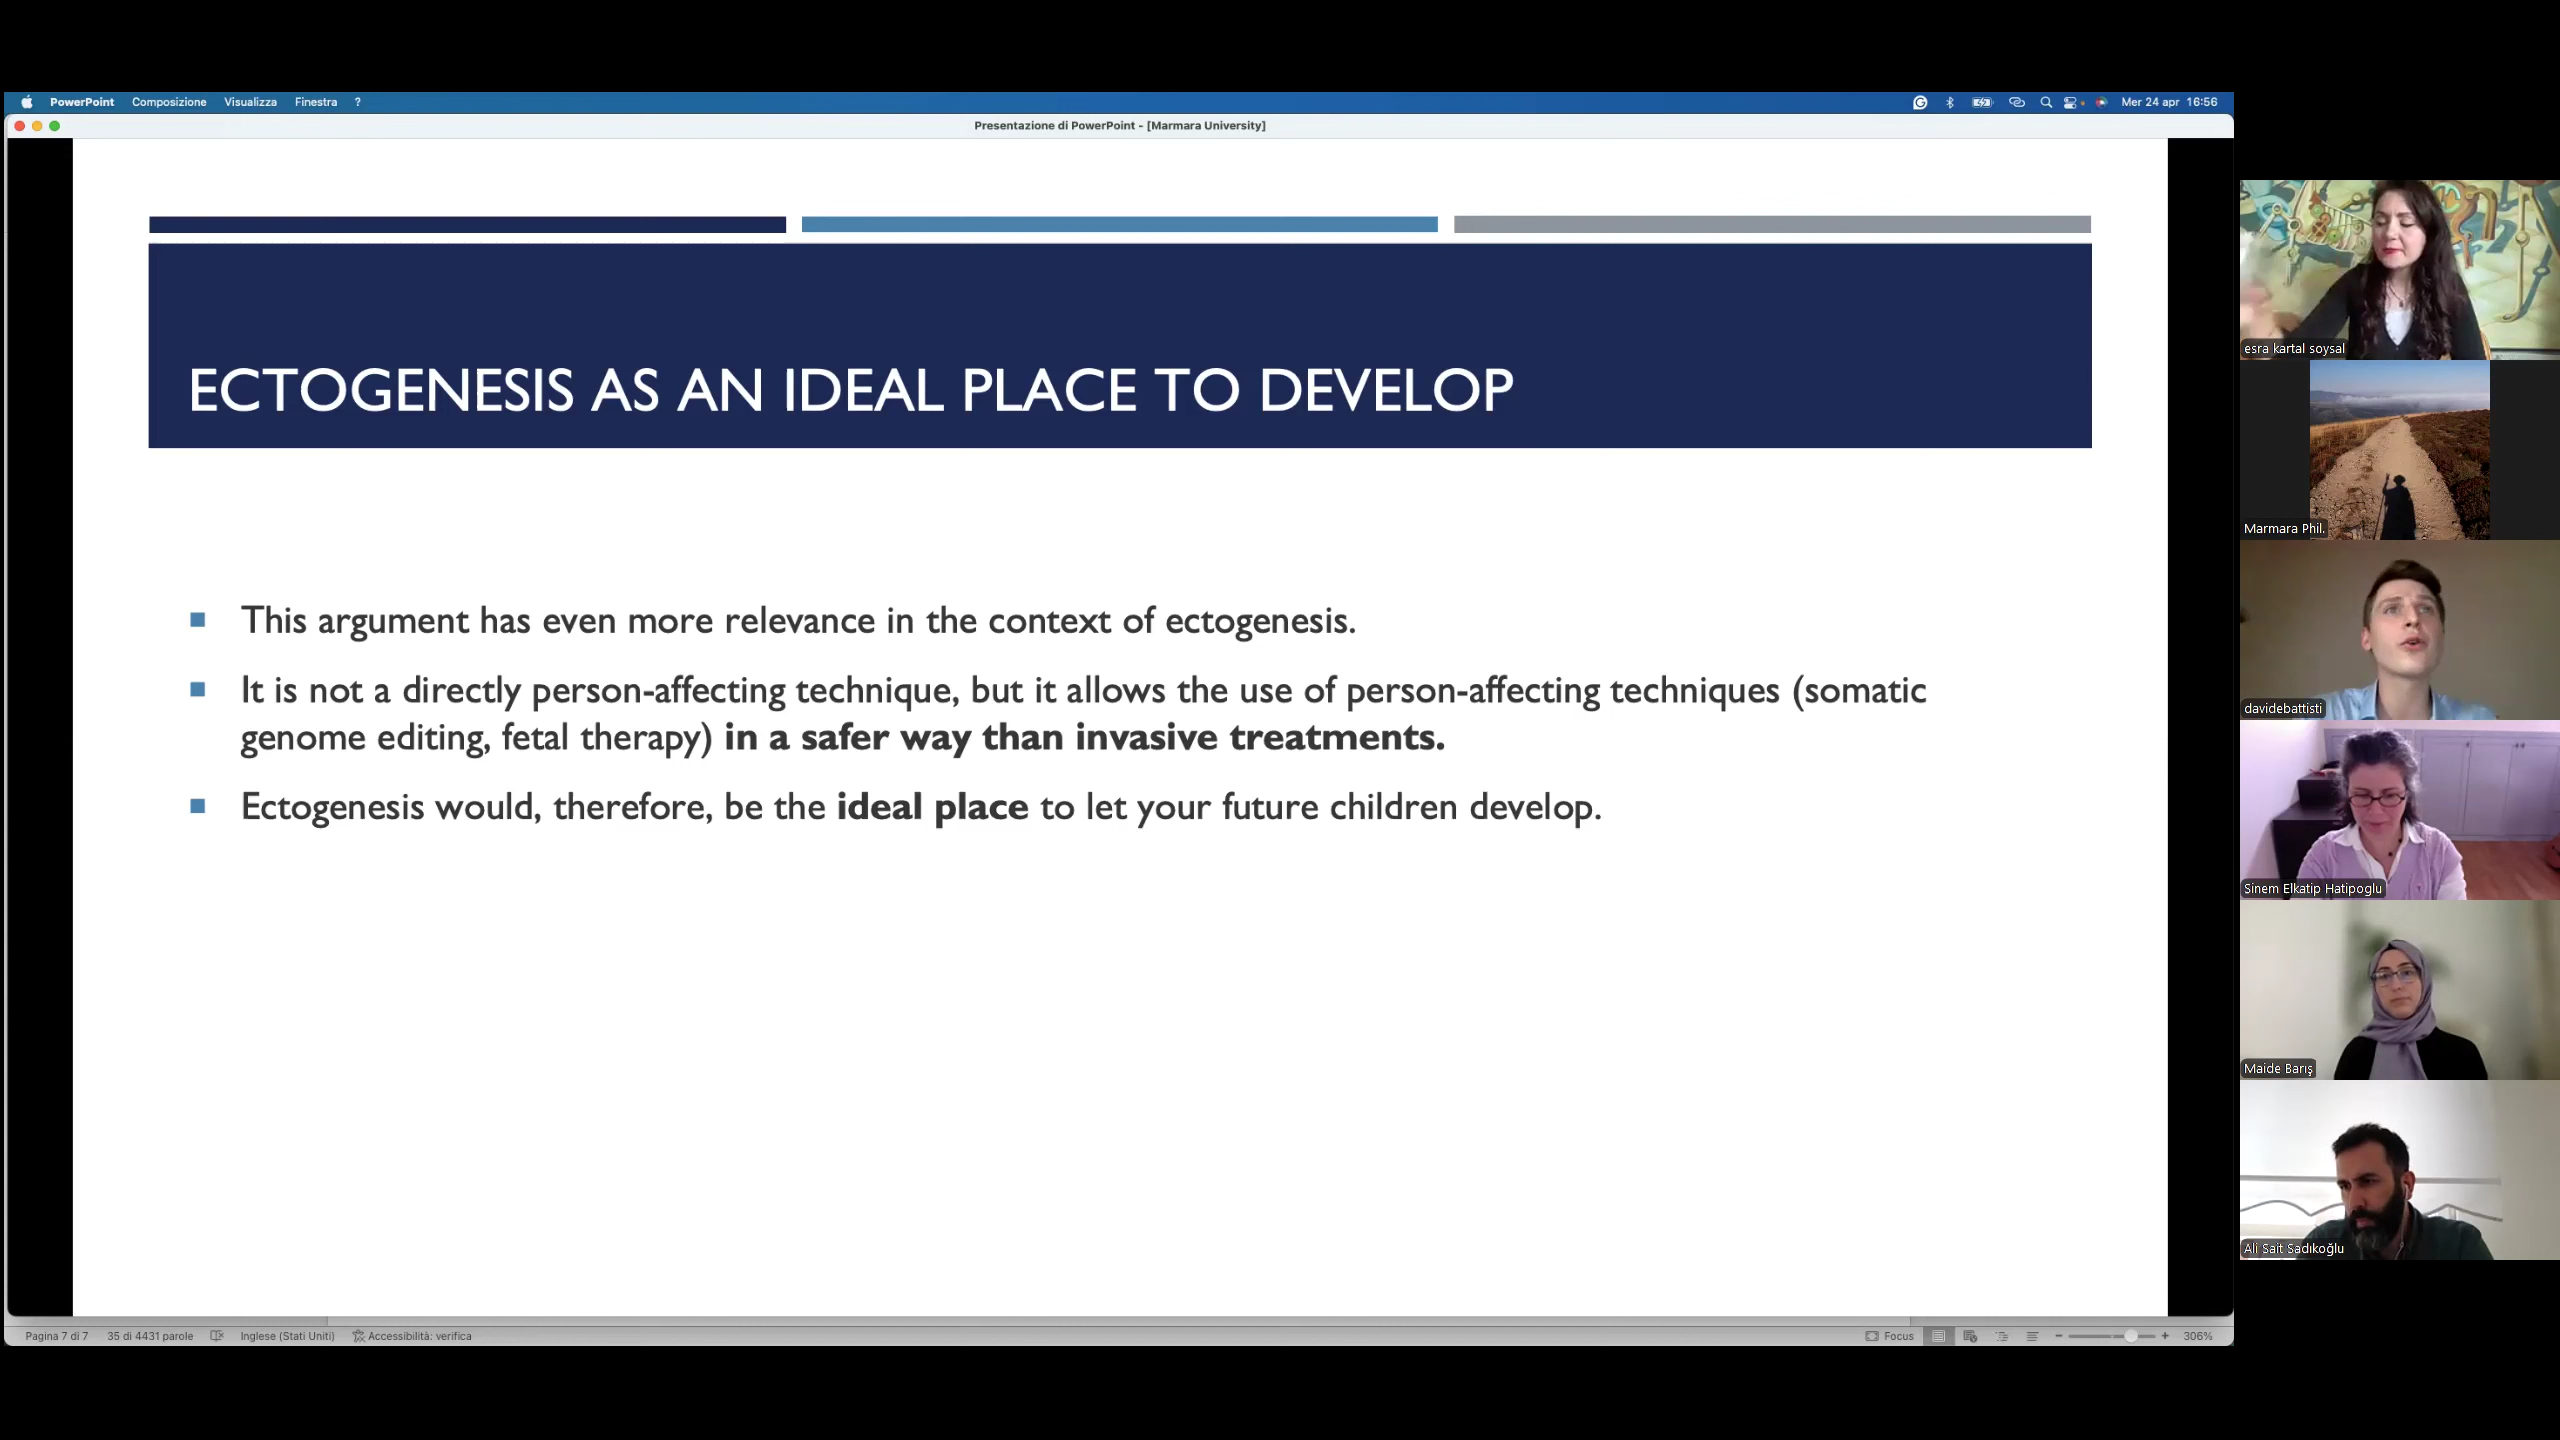 PowerPoint Composizione Visualizza Finestra ? Mer 24 apr 16:56
Presentazione di PowerPoint - [Marmara University]
ECTOGENESIS AS AN IDEAL PLACE TO DEVELOP
This argument has even more relevance in the context of ectogenesis.
It is not a directly person-affecting technique, but it allows the use of person-affecting techniques (somatic
genome editing, fetal therapy) in a safer way than invasive treatments.
Ectogenesis would, therefore, be the ideal place to let your future children develop.
Pagina 7 di 7 35 di 4431 parole Inglese (Stati Uniti) Accessibilità: verifica Focus 306%
esra kartal soysal
Marmara Phil.
davidebattisti
Sinem Elkatip Hatipoglu
Maide Barış
Ali Sait Sadıkoğlu